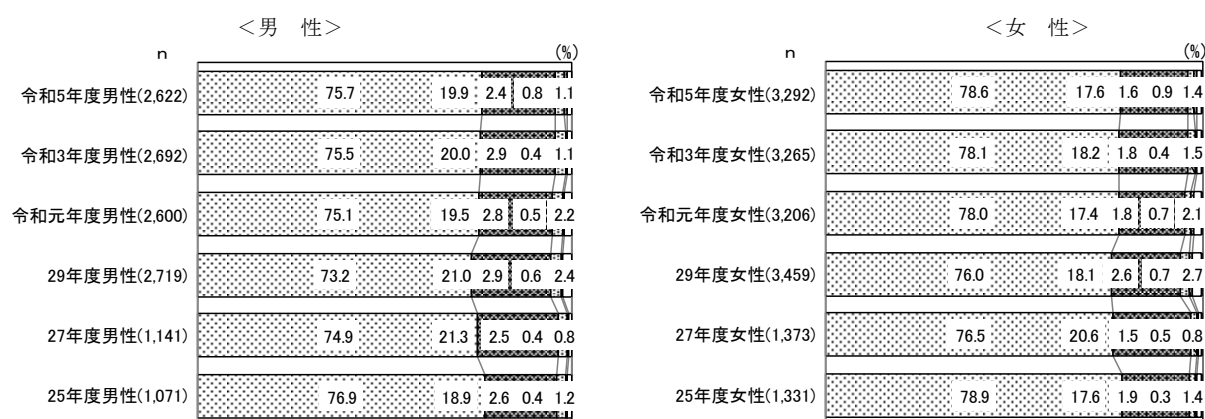 ＜男　性＞
n (%)
令和5年度男性(2,622) 75.7 19.9 2.4 0.8 1.1
令和3年度男性(2,692) 75.5 20.0 2.9 0.4 1.1
令和元年度男性(2,600) 75.1 19.5 2.8 0.5 2.2
29年度男性(2,719) 73.2 21.0 2.9 0.6 2.4
27年度男性(1,141) 74.9 21.3 2.5 0.4 0.8
25年度男性(1,071) 76.9 18.9 2.6 0.4 1.2
＜女　性＞
n (%)
令和5年度女性(3,292) 78.6 17.6 1.6 0.9 1.4
令和3年度女性(3,265) 78.1 18.2 1.8 0.4 1.5
令和元年度女性(3,206) 78.0 17.4 1.8 0.7 2.1
29年度女性(3,459) 76.0 18.1 2.6 0.7 2.7
27年度女性(1,373) 76.5 20.6 1.5 0.5 0.8
25年度女性(1,331) 78.9 17.6 1.9 0.3 1.4